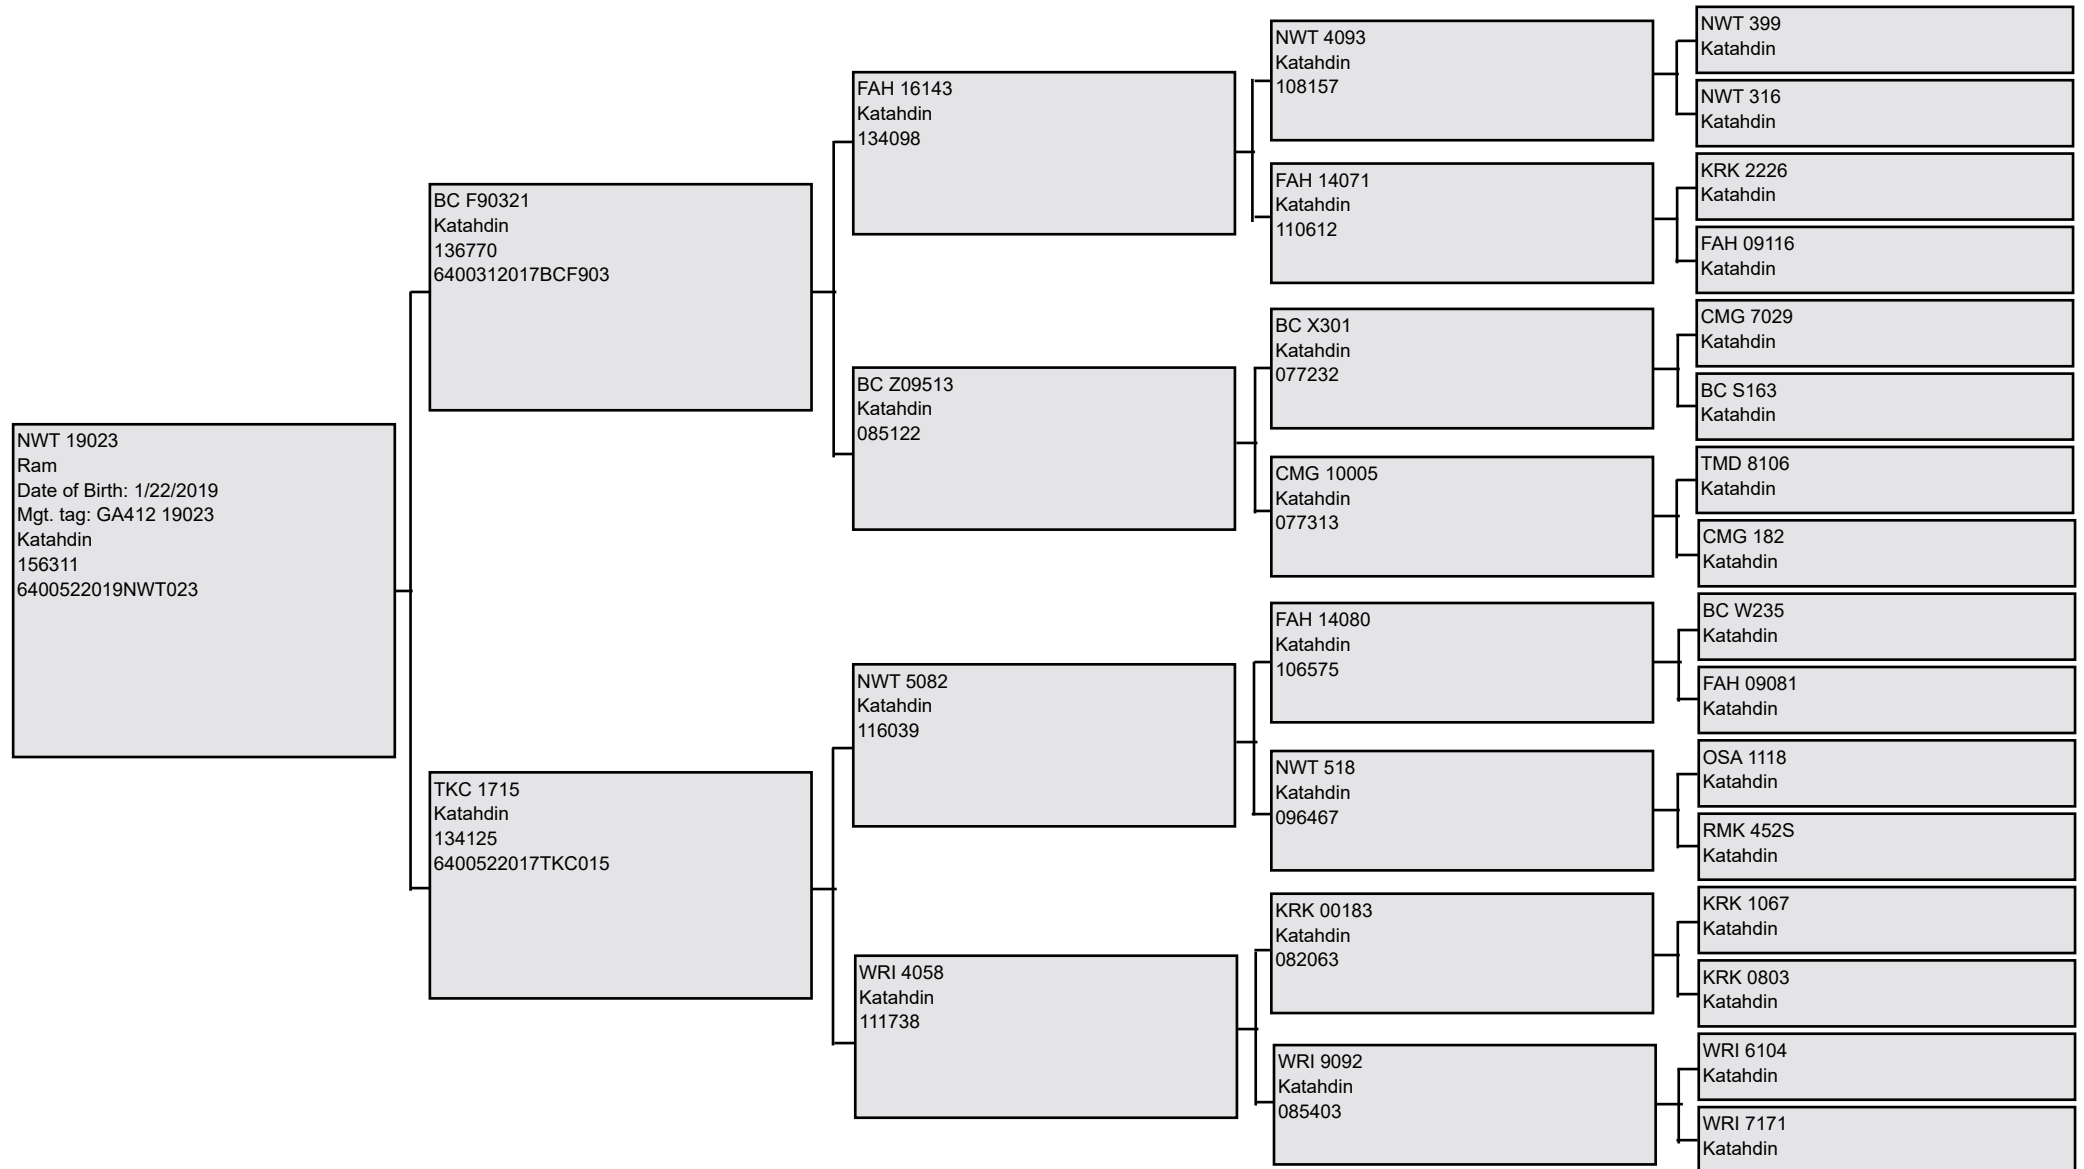 NWT 19023
Ram
Date of Birth: 1/22/2019
Mgt. tag: GA412 19023
Katahdin
156311
6400522019NWT023
BC F90321
Katahdin
136770
6400312017BCF903
TKC 1715
Katahdin
134125
6400522017TKC015
FAH 16143
Katahdin
134098
BC Z09513
Katahdin
085122
NWT 5082
Katahdin
116039
WRI 4058
Katahdin
111738
NWT 4093
Katahdin
108157
FAH 14071
Katahdin
110612
BC X301
Katahdin
077232
CMG 10005
Katahdin
077313
FAH 14080
Katahdin
106575
NWT 518
Katahdin
096467
KRK 00183
Katahdin
082063
WRI 9092
Katahdin
085403
NWT 399
Katahdin
NWT 316
Katahdin
KRK 2226
Katahdin
FAH 09116
Katahdin
CMG 7029
Katahdin
BC S163
Katahdin
TMD 8106
Katahdin
CMG 182
Katahdin
BC W235
Katahdin
FAH 09081
Katahdin
OSA 1118
Katahdin
RMK 452S
Katahdin
KRK 1067
Katahdin
KRK 0803
Katahdin
WRI 6104
Katahdin
WRI 7171
Katahdin